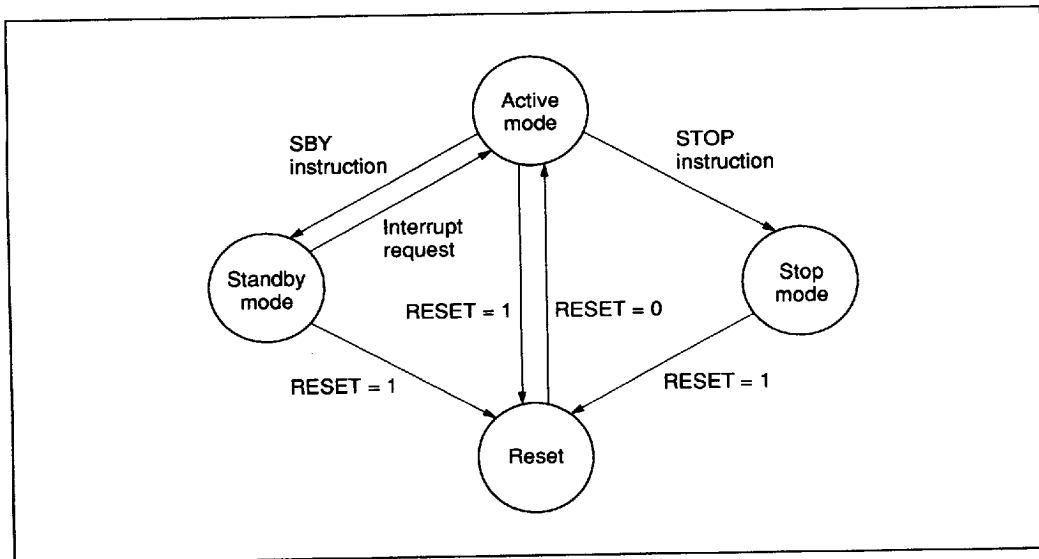 Active
mode
SBY
instruction
STOP
instruction
Interrupt
request
Standby
mode
Stop
mode
RESET = 1
RESET = 0
RESET = 1
RESET = 1
Reset